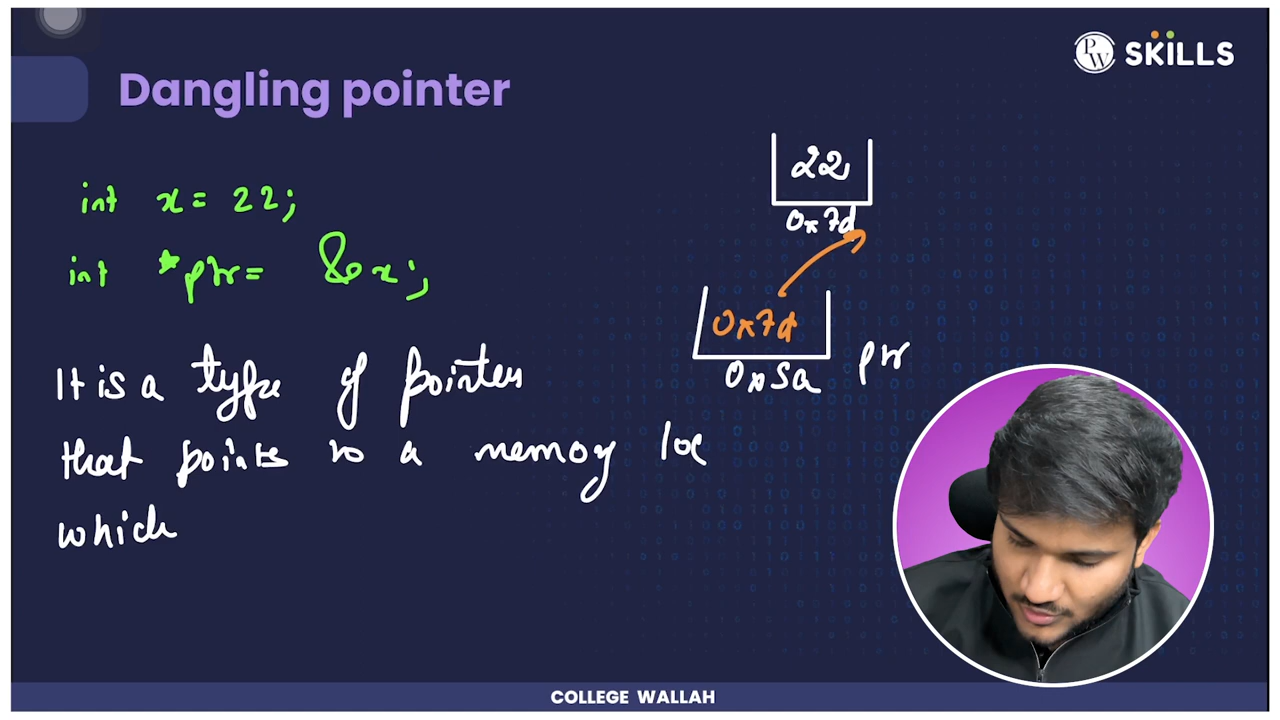 PW SKILLS
Dangling pointer
int x = 22;
int *ptr = &x;
22
0x7d
0x7d
0x5a ptr
It is a type of pointer
that points to a memory loc
which
COLLEGE WALLAH